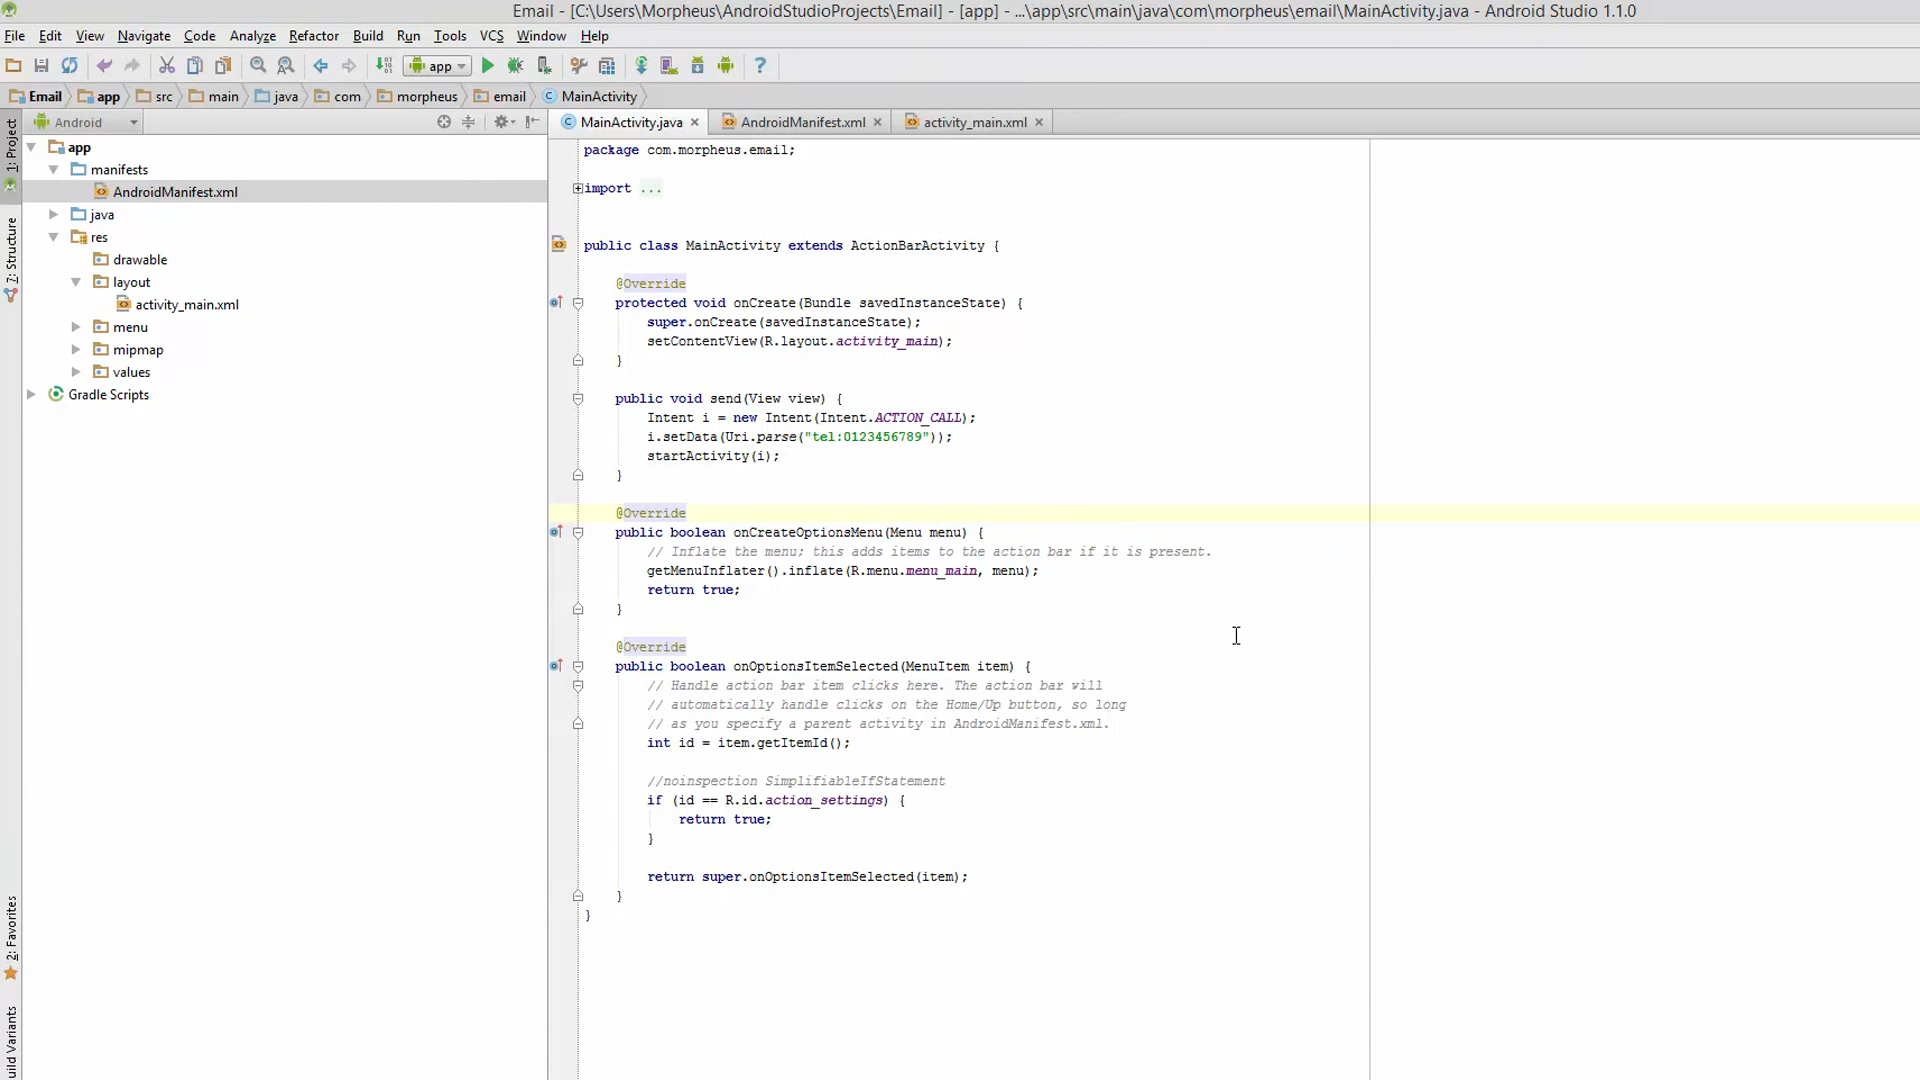 Email - [C:\Users\Morpheus\AndroidStudioProjects\Email] - [app] - ...\app\src\main\java\com\morpheus\email\MainActivity.java - Android Studio 1.1.0
File Edit View Navigate Code Analyze Refactor Build Run Tools VCS Window Help
app
Email app src main java com morpheus email MainActivity
1: Project
7: Structure
2: Favorites
uild Variants
Android
app
manifests
AndroidManifest.xml
java
res
drawable
layout
activity_main.xml
menu
mipmap
values
Gradle Scripts
MainActivity.java AndroidManifest.xml activity_main.xml
package com.morpheus.email;
import ...
public class MainActivity extends ActionBarActivity {
@Override
protected void onCreate(Bundle savedInstanceState) {
super.onCreate(savedInstanceState);
setContentView(R.layout.activity_main);
}
public void send(View view) {
Intent i = new Intent(Intent.ACTION_CALL);
i.setData(Uri.parse("tel:0123456789"));
startActivity(i);
}
@Override
public boolean onCreateOptionsMenu(Menu menu) {
// Inflate the menu; this adds items to the action bar if it is present.
getMenuInflater().inflate(R.menu.menu_main, menu);
return true;
}
@Override
public boolean onOptionsItemSelected(MenuItem item) {
// Handle action bar item clicks here. The action bar will
// automatically handle clicks on the Home/Up button, so long
// as you specify a parent activity in AndroidManifest.xml.
int id = item.getItemId();
//noinspection SimplifiableIfStatement
if (id == R.id.action_settings) {
return true;
}
return super.onOptionsItemSelected(item);
}
}